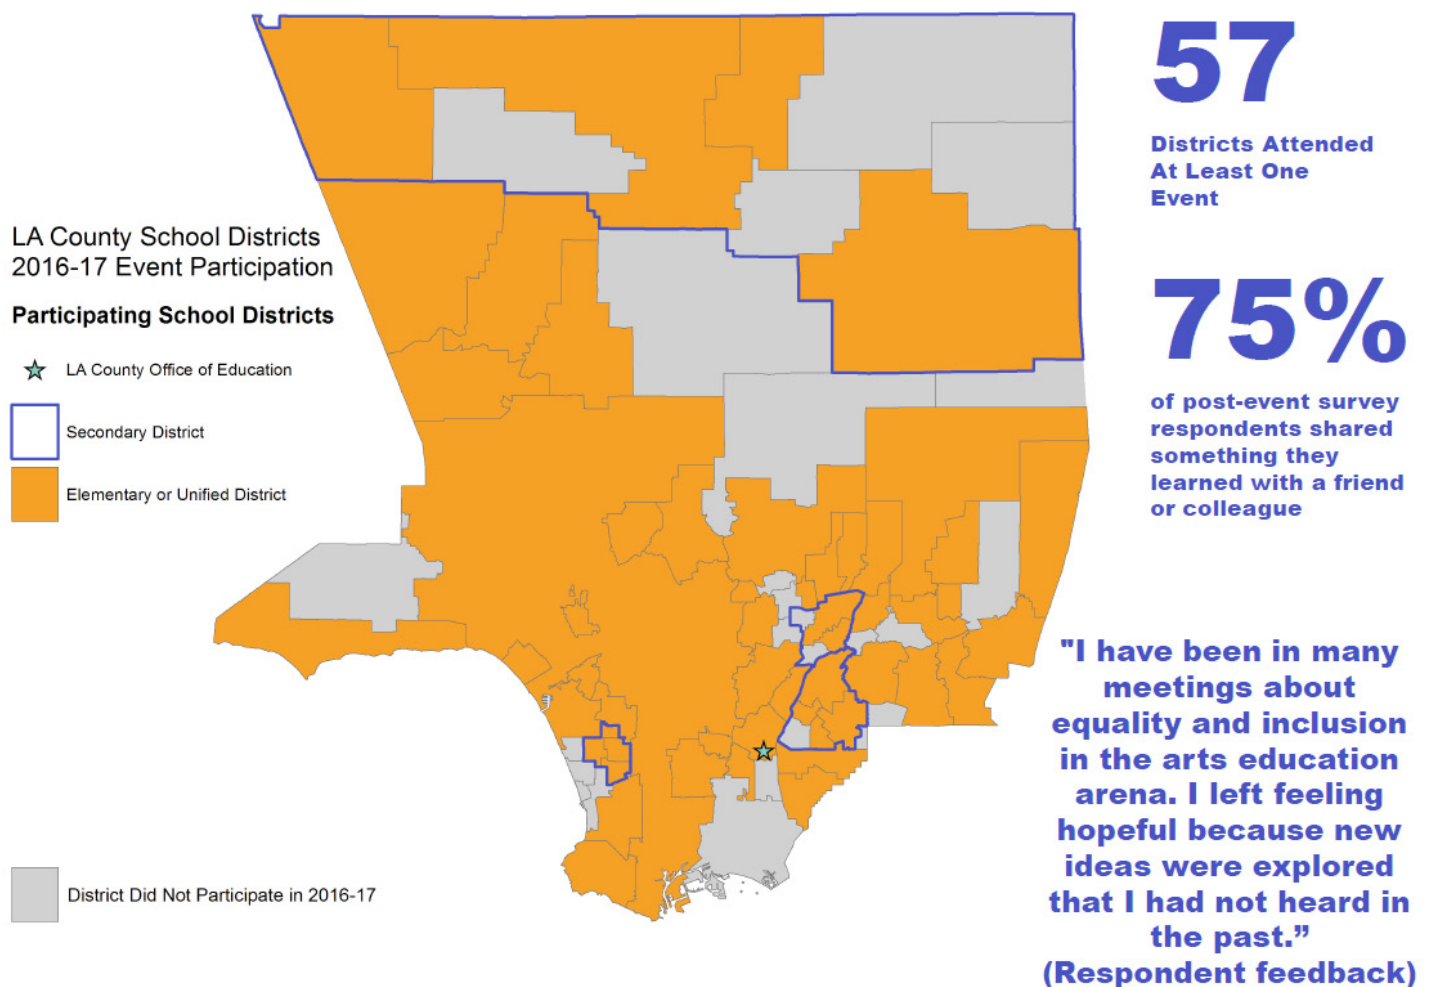 LA County School Districts
2016-17 Event Participation
Participating School Districts
LA County Office of Education
Secondary District
Elementary or Unified District
District Did Not Participate in 2016-17
57
Districts Attended
At Least One
Event
75%
of post-event survey
respondents shared
something they
learned with a friend
or colleague
"I have been in many
meetings about
equality and inclusion
in the arts education
arena. I left feeling
hopeful because new
ideas were explored
that I had not heard in
the past.”
(Respondent feedback)